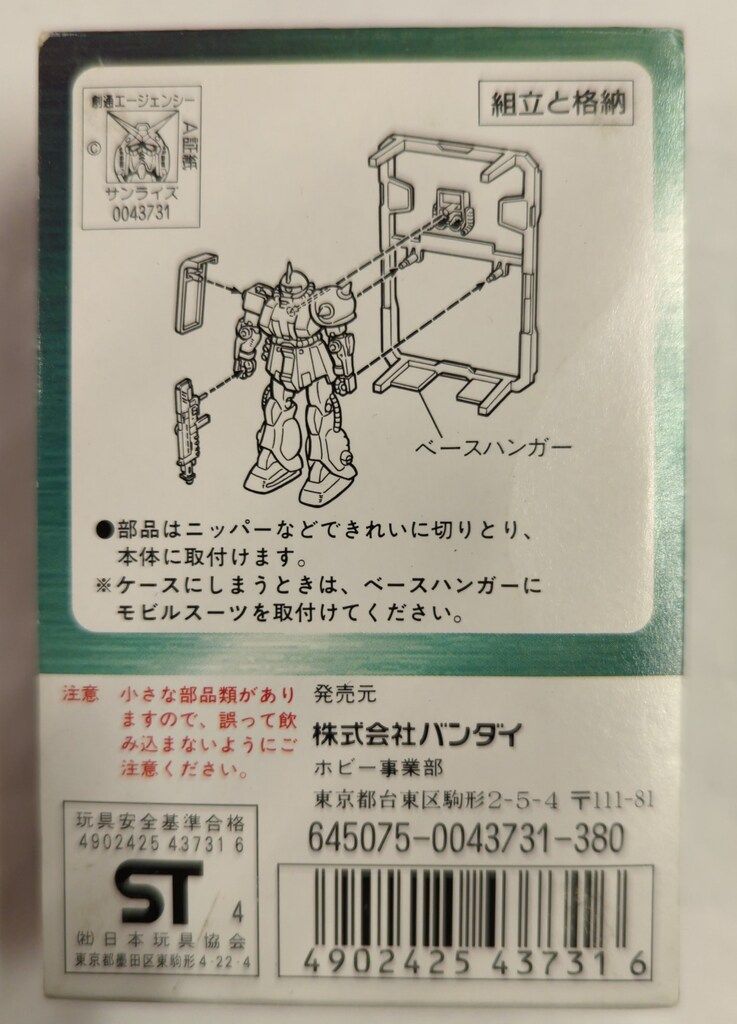 創通エージェンシー
A証紙
©
サンライズ
0043731
組立と格納
ベースハンガー
●部品はニッパーなどできれいに切りとり、
本体に取付けます。
※ケースにしまうときは、ベースハンガーに
モビルスーツを取付けてください。
注意 小さな部品類があり
ますので、誤って飲
み込まないようにご
注意ください。
発売元
株式会社バンダイ
ホビー事業部
東京都台東区駒形2-5-4 〒111-81
645075-0043731-380
玩具安全基準合格
4902425 43731 6
ST 4
㈳日本玩具協会
東京都墨田区東駒形4-22-4
4902425 43731 6